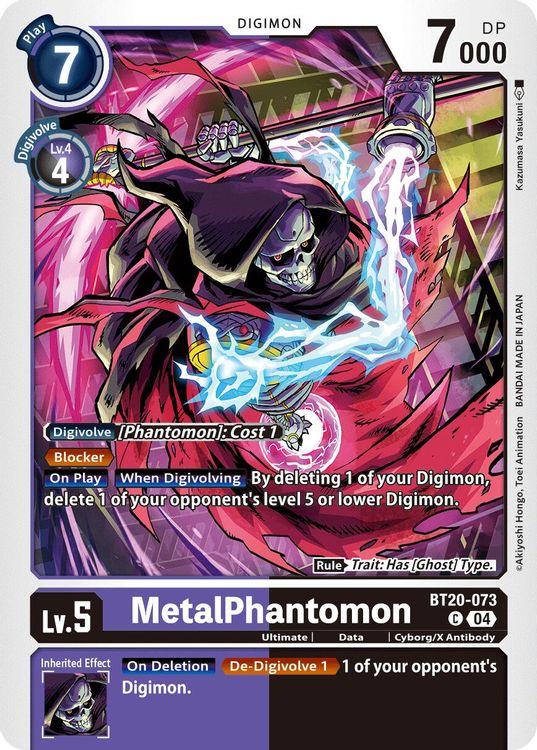 DIGIMON
Play
7
DP
7000
Digivolve
Lv.4
4
Kazumasa Yasukuni
©Akiyoshi Hongo, Toei Animation BANDAI MADE IN JAPAN
Digivolve [Phantomon]: Cost 1
Blocker
On Play When Digivolving By deleting 1 of your Digimon,
delete 1 of your opponent's level 5 or lower Digimon.
Rule Trait: Has [Ghost] Type.
Lv.5
MetalPhantomon
BT20-073
C 04
Ultimate | Data | Cyborg/X Antibody
Inherited Effect
On Deletion De-Digivolve 1 1 of your opponent's
Digimon.